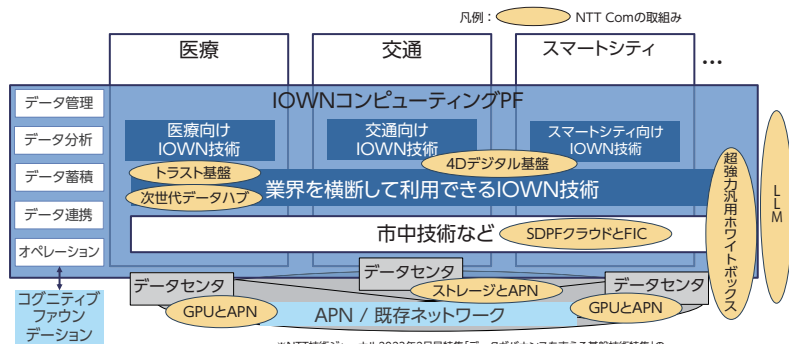 凡例： NTT Comの取組み
医療
交通
スマートシティ
…
IOWNコンピューティングPF
データ管理
データ分析
データ蓄積
データ連携
オペレーション
医療向け
IOWN技術
交通向け
IOWN技術
スマートシティ向け
IOWN技術
トラスト基盤
4Dデジタル基盤
業界を横断して利用できるIOWN技術
次世代データハブ
市中技術など
SDPFクラウドとFIC
超強力汎用ホワイトボックス
LLM
コグニティブ
ファウン
デーション
データセンタ
データセンタ
データセンタ
ストレージとAPN
GPUとAPN
GPUとAPN
APN / 既存ネットワーク